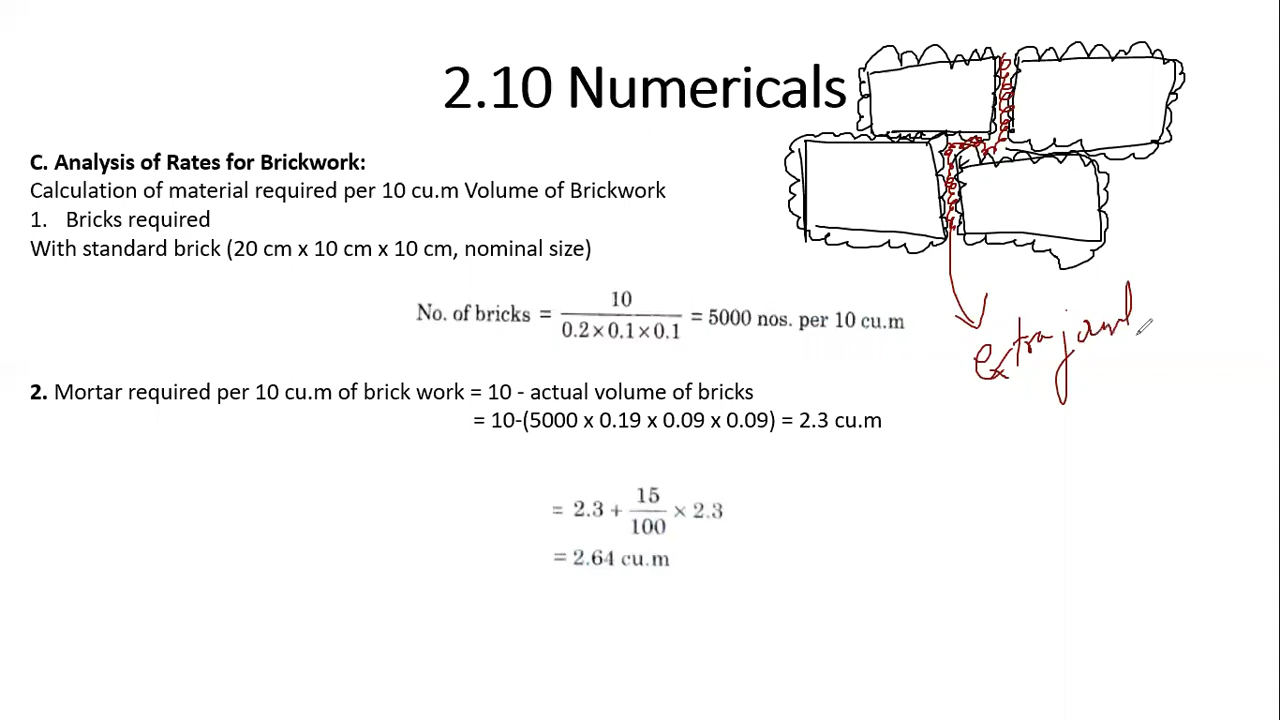 2.10 Numericals
C. Analysis of Rates for Brickwork:
Calculation of material required per 10 cu.m Volume of Brickwork
1. Bricks required
With standard brick (20 cm x 10 cm x 10 cm, nominal size)
No. of bricks = 10 / 0.2×0.1×0.1 = 5000 nos. per 10 cu.m
extra
2. Mortar required per 10 cu.m of brick work = 10 - actual volume of bricks
= 10-(5000 x 0.19 x 0.09 x 0.09) = 2.3 cu.m
= 2.3 + 15 / 100 × 2.3
= 2.64 cu.m